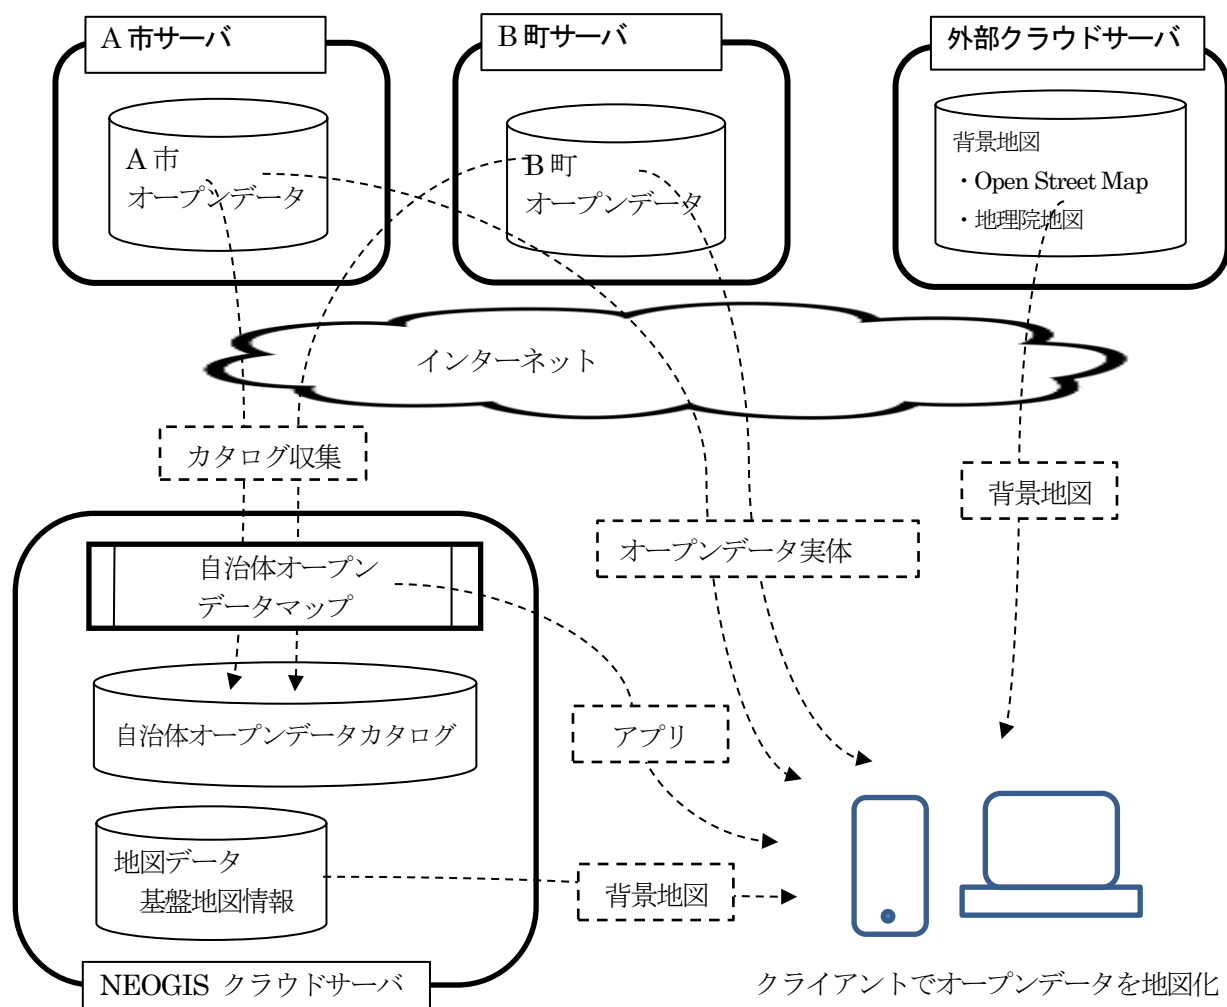 A 市サーバ
B 町サーバ
外部クラウドサーバ
A 市
オープンデータ
B 町
オープンデータ
背景地図
・Open Street Map
・地理院地図
インターネット
カタログ収集
背景地図
オープンデータ実体
自治体オープン
データマップ
自治体オープンデータカタログ
アプリ
地図データ
基盤地図情報
背景地図
NEOGIS クラウドサーバ
クライアントでオープンデータを地図化